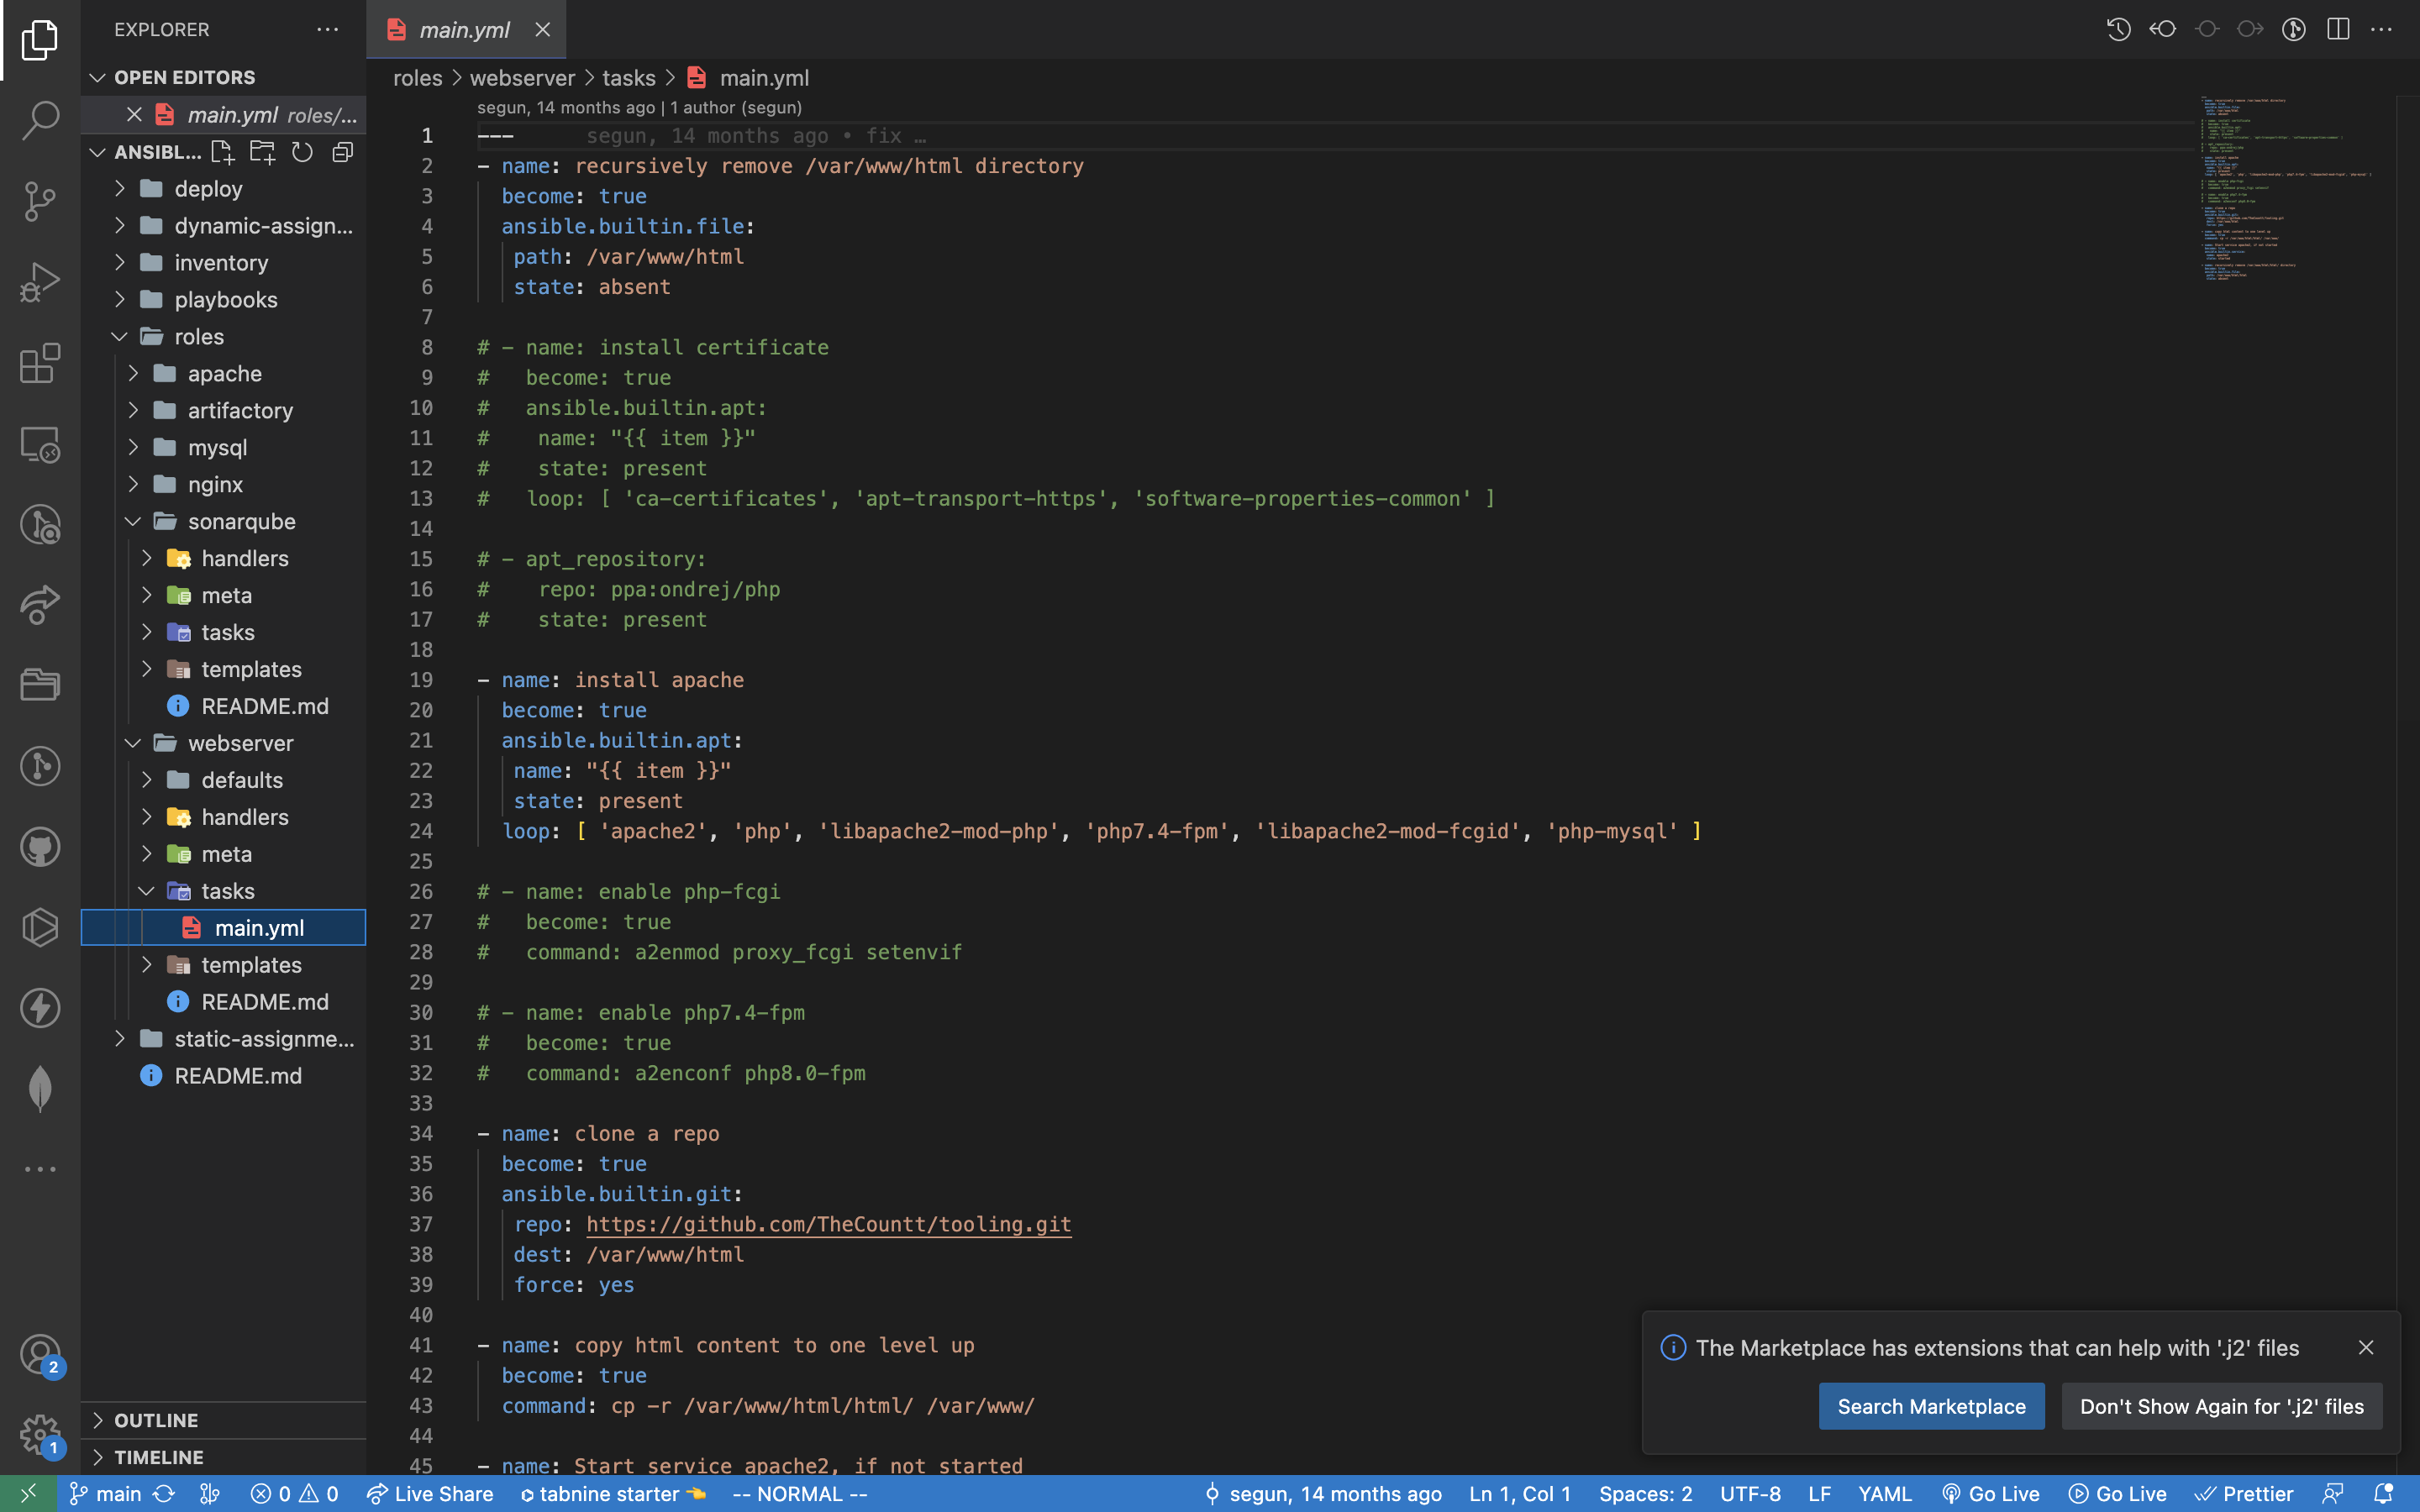 EXPLORER
OPEN EDITORS
main.yml roles/...
ANSIBL...
deploy
dynamic-assign...
inventory
playbooks
roles
apache
artifactory
mysql
nginx
sonarqube
handlers
meta
tasks
templates
README.md
webserver
defaults
handlers
meta
tasks
main.yml
templates
README.md
static-assignme...
README.md
OUTLINE
TIMELINE
2
1
main.yml
roles > webserver > tasks > main.yml
segun, 14 months ago | 1 author (segun)
1 --- segun, 14 months ago • fix …
2 - name: recursively remove /var/www/html directory
3 become: true
4 ansible.builtin.file:
5 path: /var/www/html
6 state: absent
7
8 # - name: install certificate
9 # become: true
10 # ansible.builtin.apt:
11 # name: "{{ item }}"
12 # state: present
13 # loop: [ 'ca-certificates', 'apt-transport-https', 'software-properties-common' ]
14
15 # - apt_repository:
16 # repo: ppa:ondrej/php
17 # state: present
18
19 - name: install apache
20 become: true
21 ansible.builtin.apt:
22 name: "{{ item }}"
23 state: present
24 loop: [ 'apache2', 'php', 'libapache2-mod-php', 'php7.4-fpm', 'libapache2-mod-fcgid', 'php-mysql' ]
25
26 # - name: enable php-fcgi
27 # become: true
28 # command: a2enmod proxy_fcgi setenvif
29
30 # - name: enable php7.4-fpm
31 # become: true
32 # command: a2enconf php8.0-fpm
33
34 - name: clone a repo
35 become: true
36 ansible.builtin.git:
37 repo: https://github.com/TheCountt/tooling.git
38 dest: /var/www/html
39 force: yes
40
41 - name: copy html content to one level up
42 become: true
43 command: cp -r /var/www/html/html/ /var/www/
44
45 - name: Start service apache2, if not started
The Marketplace has extensions that can help with '.j2' files
Search Marketplace
Don't Show Again for '.j2' files
main 0 0 Live Share tabnine starter -- NORMAL -- segun, 14 months ago Ln 1, Col 1 Spaces: 2 UTF-8 LF YAML Go Live Go Live Prettier